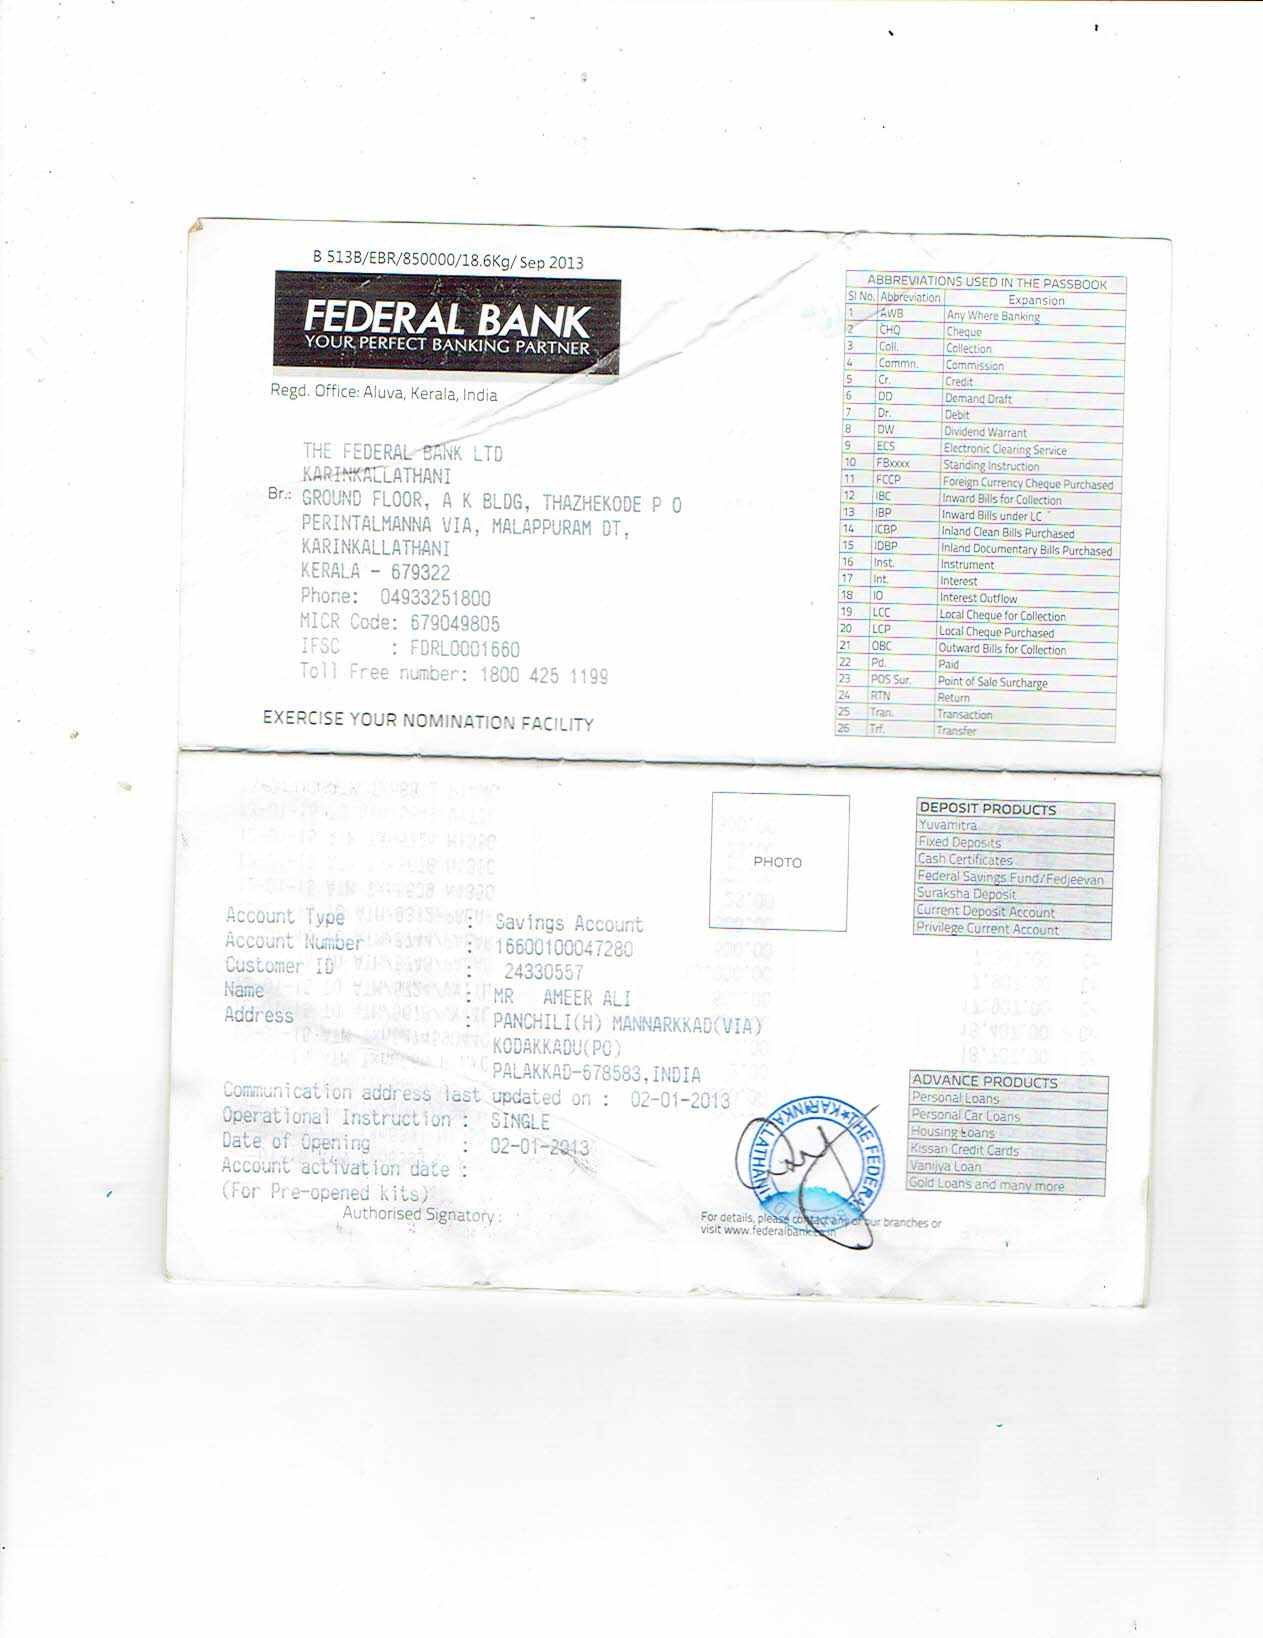 B 513B/EBR/850000/18.6Kg/ Sep 2013
FEDERAL BANK
YOUR PERFECT BANKING PARTNER
Regd. Office: Aluva, Kerala, India
THE FEDERAL BANK LTD
KARINKALLATHANI
Br.: GROUND FLOOR, A K BLDG, THAZHEKODE P O
PERINTALMANNA VIA, MALAPPURAM DT,
KARINKALLATHANI
KERALA - 679322
Phone: 04933251800
MICR Code: 679049805
IFSC : FDRL0001660
Toll Free number: 1800 425 1199
EXERCISE YOUR NOMINATION FACILITY
ABBREVIATIONS USED IN THE PASSBOOK
Sl No. Abbreviation Expansion
1 AWB Any Where Banking
2 CHQ Cheque
3 Coll. Collection
4 Commn. Commission
5 Cr. Credit
6 DD Demand Draft
7 Dr. Debit
8 DW Dividend Warrant
9 ECS Electronic Clearing Service
10 FBxxxx Standing Instruction
11 FCCP Foreign Currency Cheque Purchased
12 IBC Inward Bills for Collection
13 IBP Inward Bills under LC
14 ICBP Inland Clean Bills Purchased
15 IDBP Inland Documentary Bills Purchased
16 Inst. Instrument
17 Int. Interest
18 IO Interest Outflow
19 LCC Local Cheque for Collection
20 LCP Local Cheque Purchased
21 OBC Outward Bills for Collection
22 Pd. Paid
23 POS Sur. Point of Sale Surcharge
24 RTN Return
25 Tran. Transaction
26 Trf. Transfer
PHOTO
DEPOSIT PRODUCTS
Yuvamitra
Fixed Deposits
Cash Certificates
Federal Savings Fund/Fedjeevan
Suraksha Deposit
Current Deposit Account
Privilege Current Account
Account Type : Savings Account
Account Number : 16600100047280
Customer ID : 24330557
Name : MR AMEER ALI
Address : PANCHILI(H) MANNARKKAD(VIA)
KODAKKADU(PO)
PALAKKAD-678583,INDIA
Communication address last updated on : 02-01-2013
Operational Instruction : SINGLE
Date of Opening : 02-01-2013
Account activation date :
(For Pre-opened kits)
Authorised Signatory :
ADVANCE PRODUCTS
Personal Loans
Personal Car Loans
Housing Loans
Kissan Credit Cards
Vanijya Loan
Gold Loans and many more
THE FEDERAL
KARINKALLATHANI
For details, please contact any of our branches or
visit www.federalbank.co.in